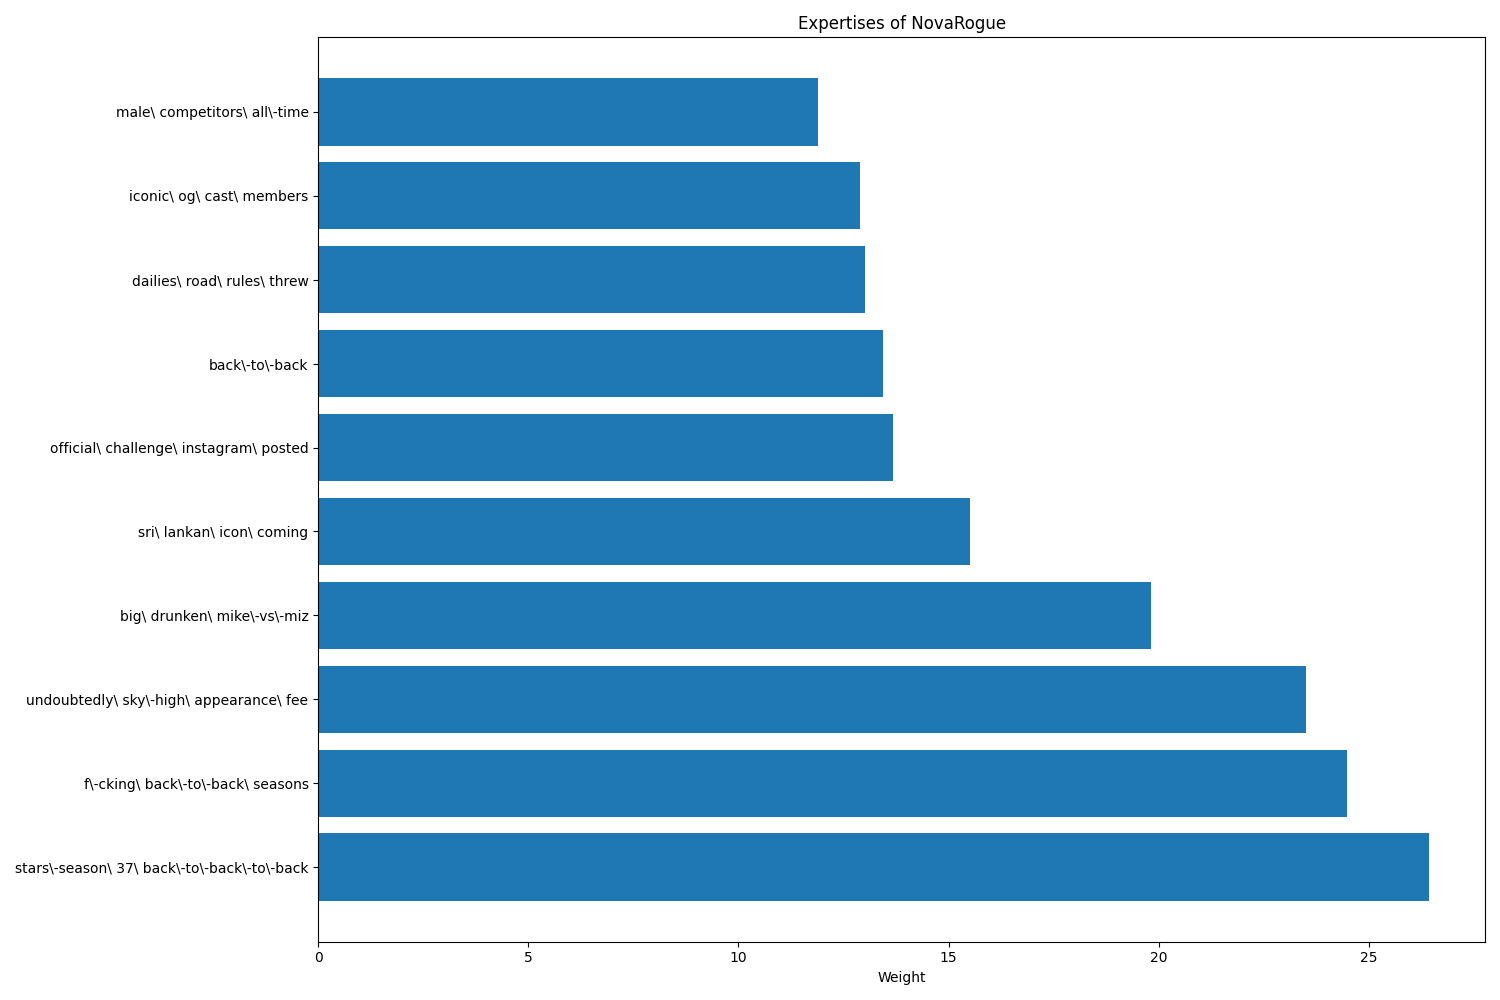 Expertises of NovaRogue
male\ competitors\ all\-time
iconic\ og\ cast\ members
dailies\ road\ rules\ threw
back\-to\-back
official\ challenge\ instagram\ posted
sri\ lankan\ icon\ coming
big\ drunken\ mike\-vs\-miz
undoubtedly\ sky\-high\ appearance\ fee
f\-cking\ back\-to\-back\ seasons
stars\-season\ 37\ back\-to\-back\-to\-back
0 5 10 15 20 25
Weight